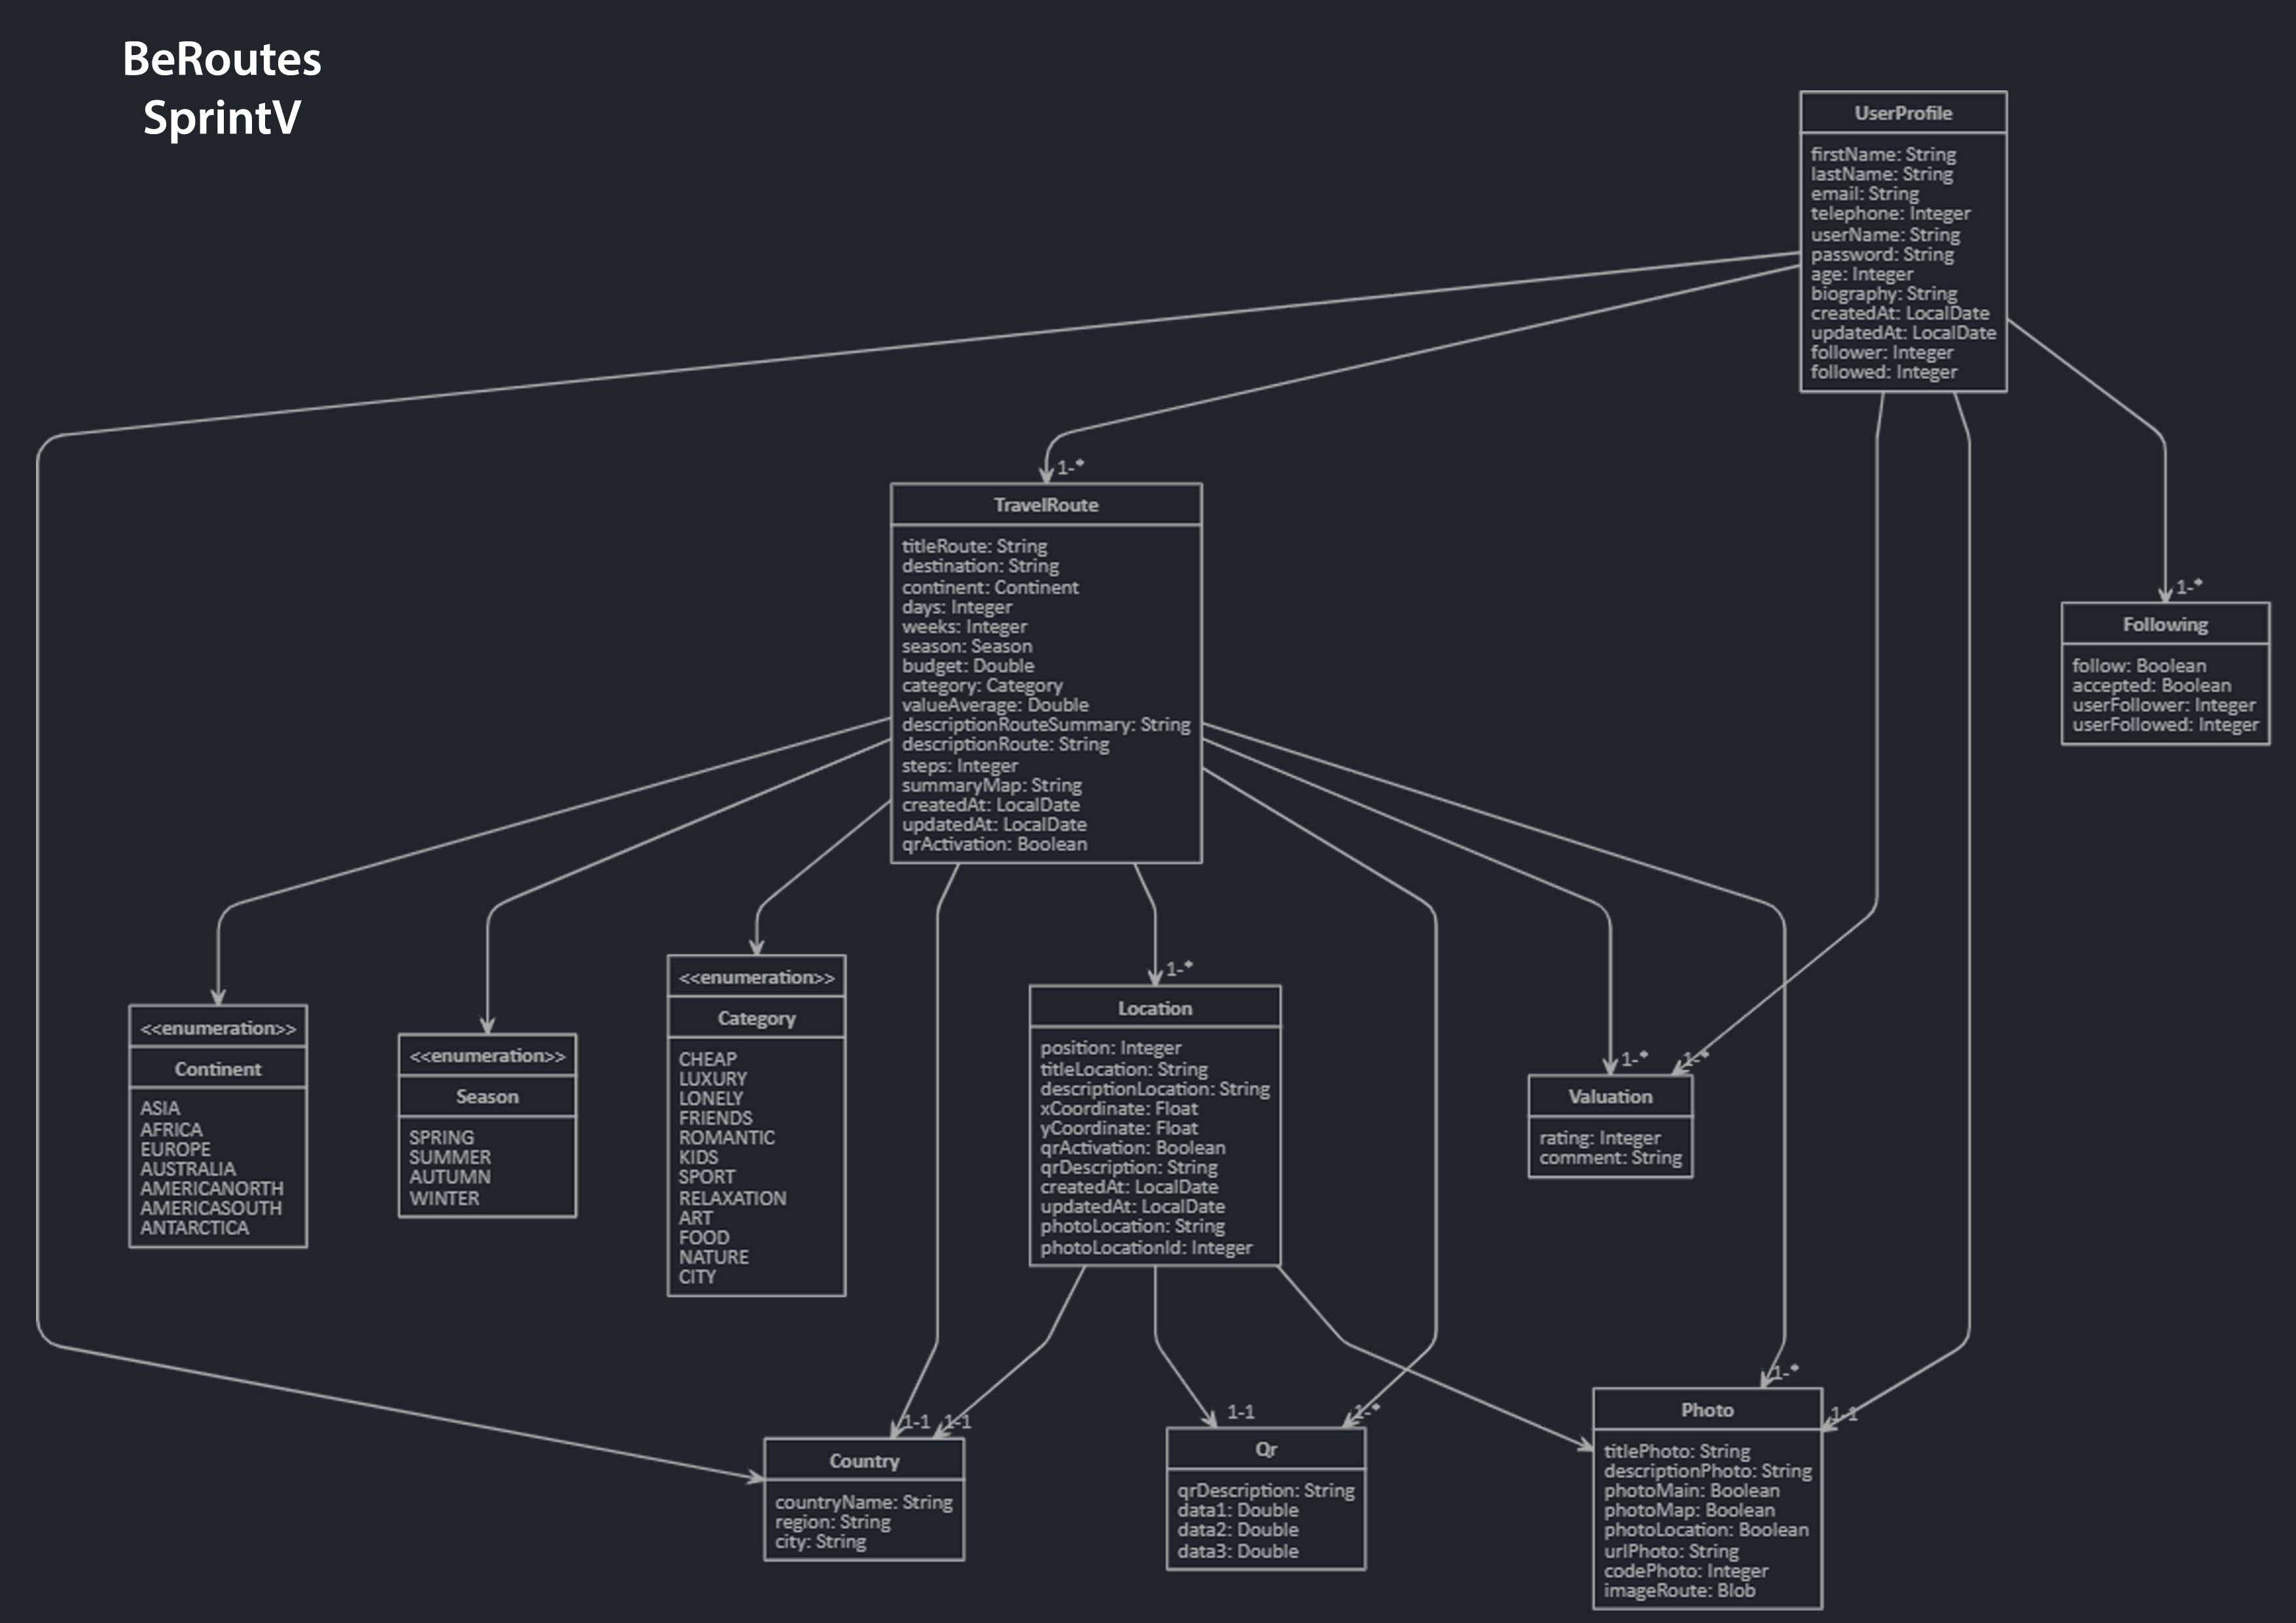 BeRoutes
SprintV
UserProfile
firstName: String
lastName: String
email: String
telephone: Integer
userName: String
password: String
age: Integer
biography: String
createdAt: LocalDate
updatedAt: LocalDate
follower: Integer
followed: Integer
1-*
TravelRoute
titleRoute: String
destination: String
continent: Continent
days: Integer
weeks: Integer
season: Season
budget: Double
category: Category
valueAverage: Double
descriptionRouteSummary: String
descriptionRoute: String
steps: Integer
summaryMap: String
createdAt: LocalDate
updatedAt: LocalDate
qrActivation: Boolean
1-*
Following
follow: Boolean
accepted: Boolean
userFollower: Integer
userFollowed: Integer
<<enumeration>>
Continent
ASIA
AFRICA
EUROPE
AUSTRALIA
AMERICANORTH
AMERICASOUTH
ANTARCTICA
<<enumeration>>
Season
SPRING
SUMMER
AUTUMN
WINTER
<<enumeration>>
Category
CHEAP
LUXURY
LONELY
FRIENDS
ROMANTIC
KIDS
SPORT
RELAXATION
ART
FOOD
NATURE
CITY
1-*
Location
position: Integer
titleLocation: String
descriptionLocation: String
xCoordinate: Float
yCoordinate: Float
qrActivation: Boolean
qrDescription: String
createdAt: LocalDate
updatedAt: LocalDate
photoLocation: String
photoLocationId: Integer
1-* 1-*
Valuation
rating: Integer
comment: String
1-1 1-1
Country
countryName: String
region: String
city: String
1-1 1-*
Qr
qrDescription: String
data1: Double
data2: Double
data3: Double
1-*
1-1
Photo
titlePhoto: String
descriptionPhoto: String
photoMain: Boolean
photoMap: Boolean
photoLocation: Boolean
urlPhoto: String
codePhoto: Integer
imageRoute: Blob